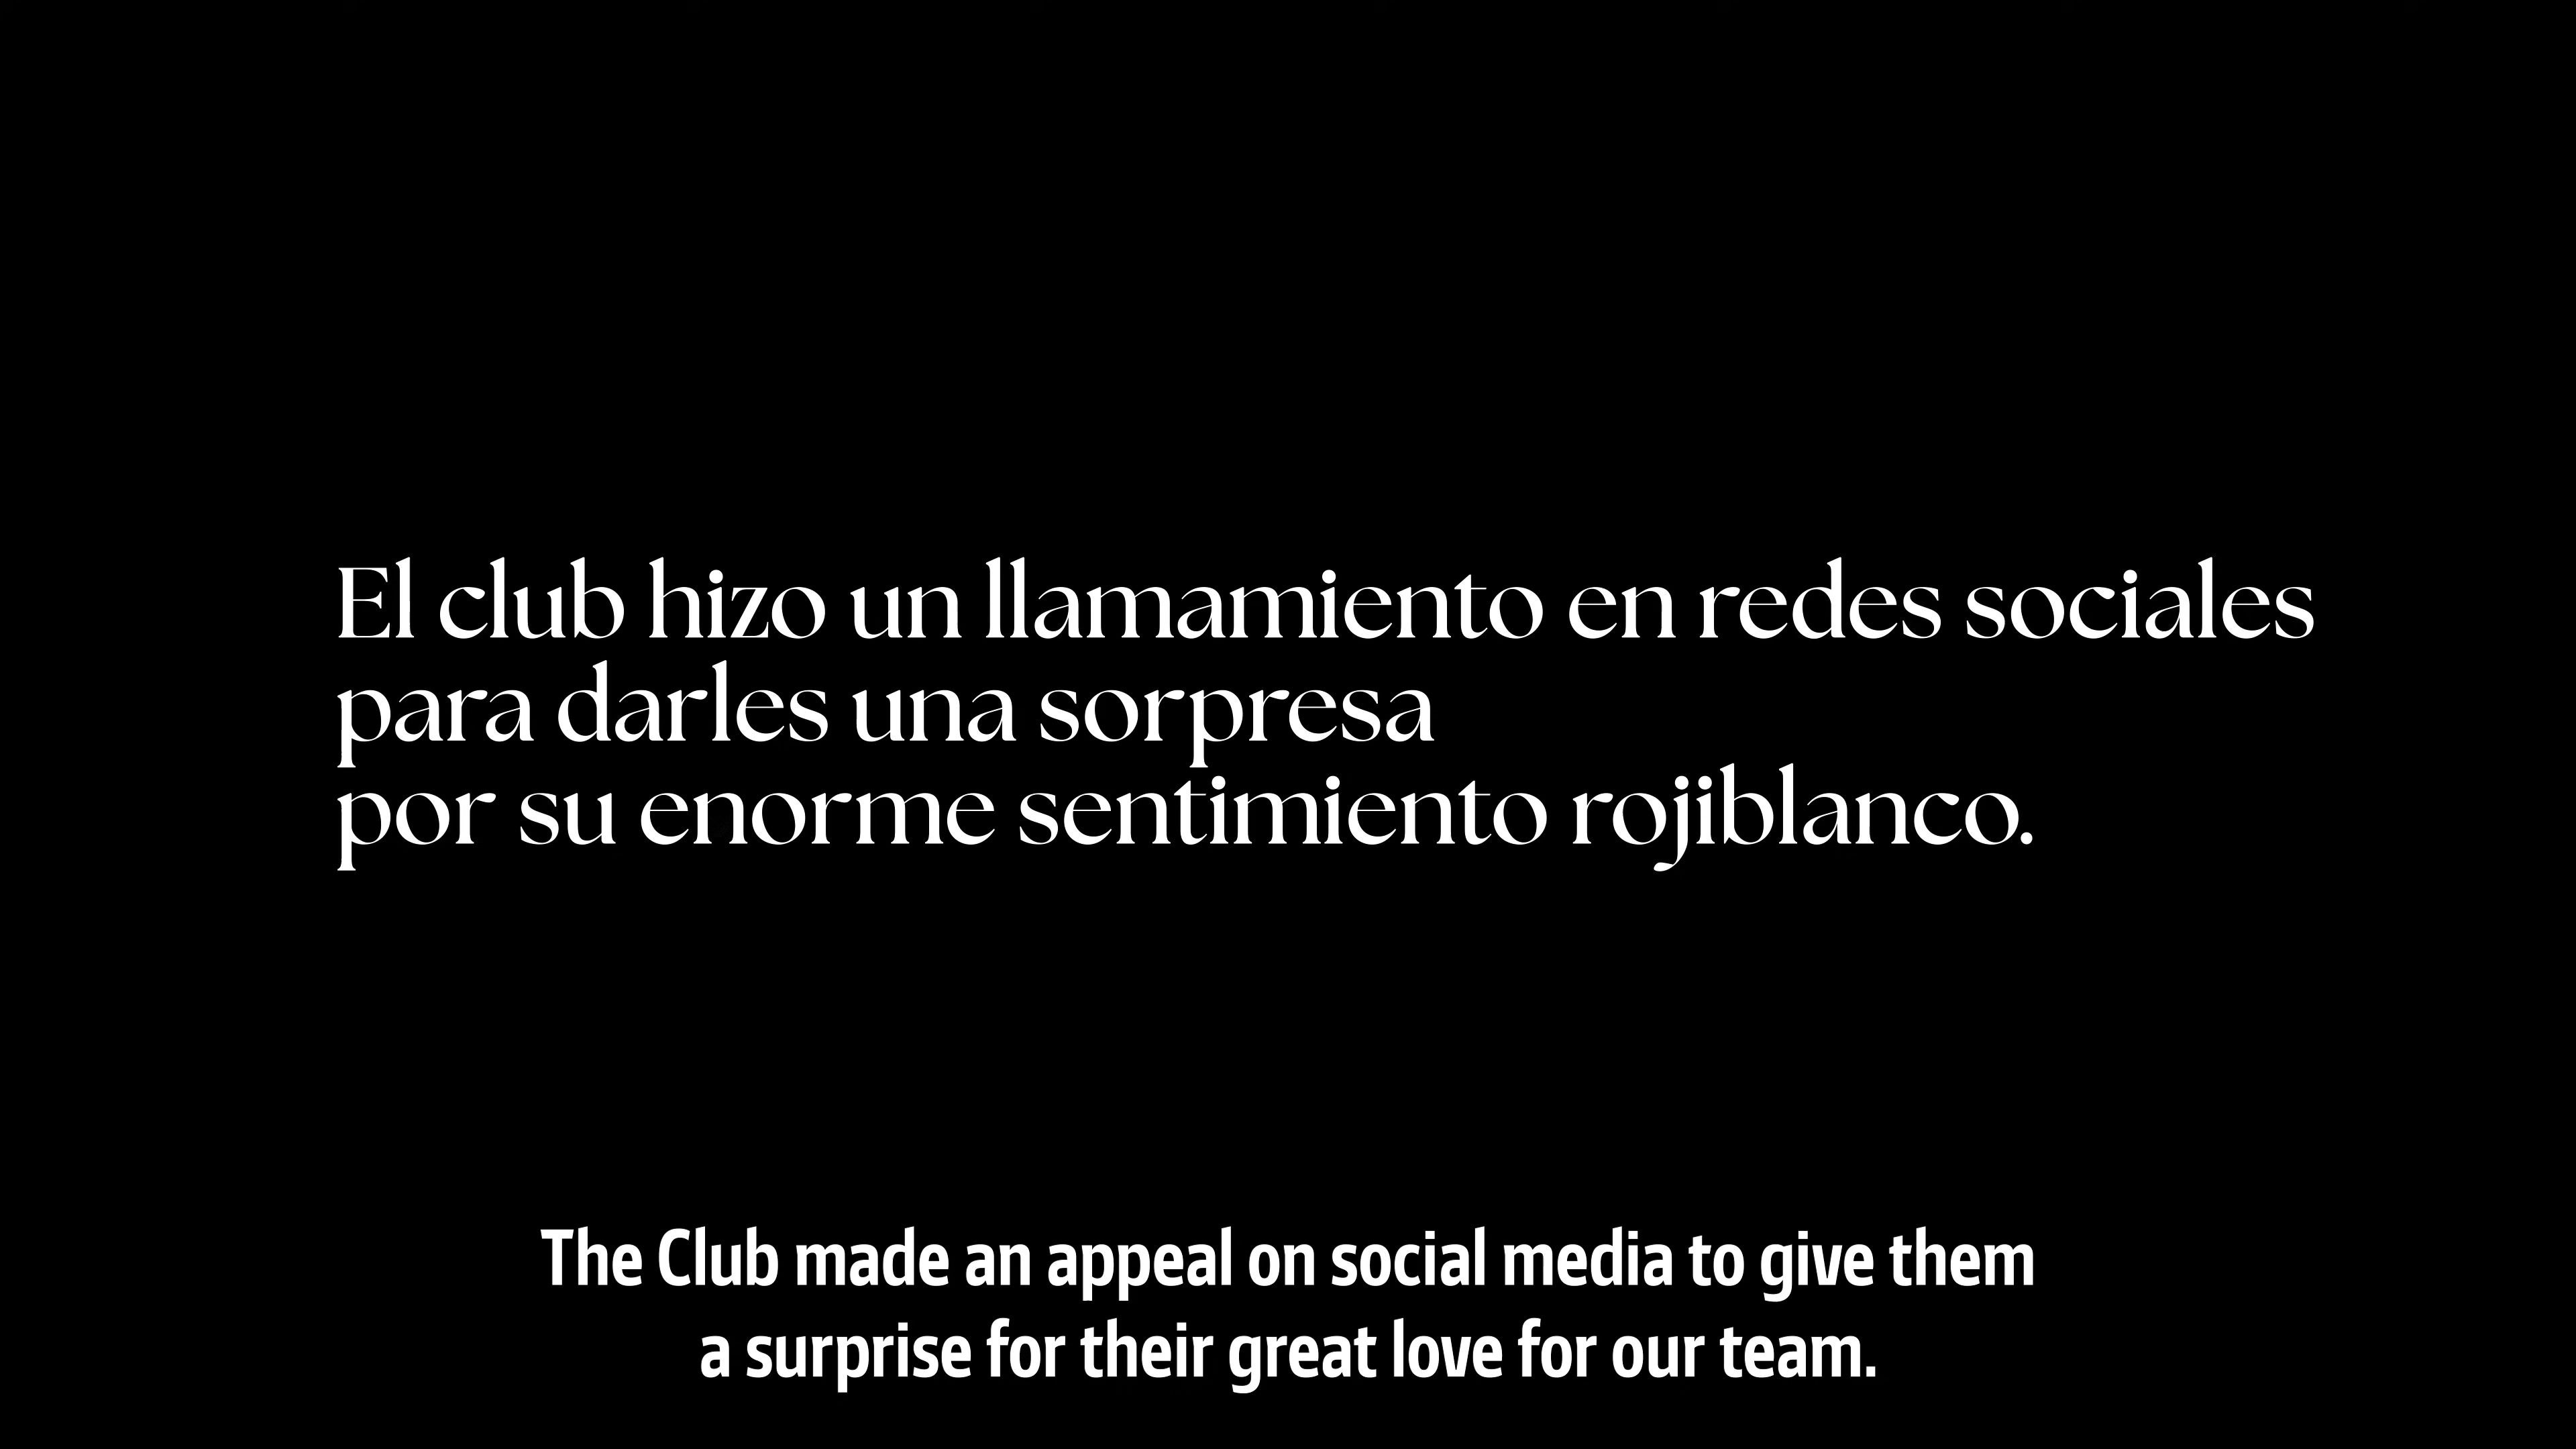 El club hizo un llamamiento en redes sociales
para darles una sorpresa
por su enorme sentimiento rojiblanco.
The Club made an appeal on social media to give them
a surprise for their great love for our team.